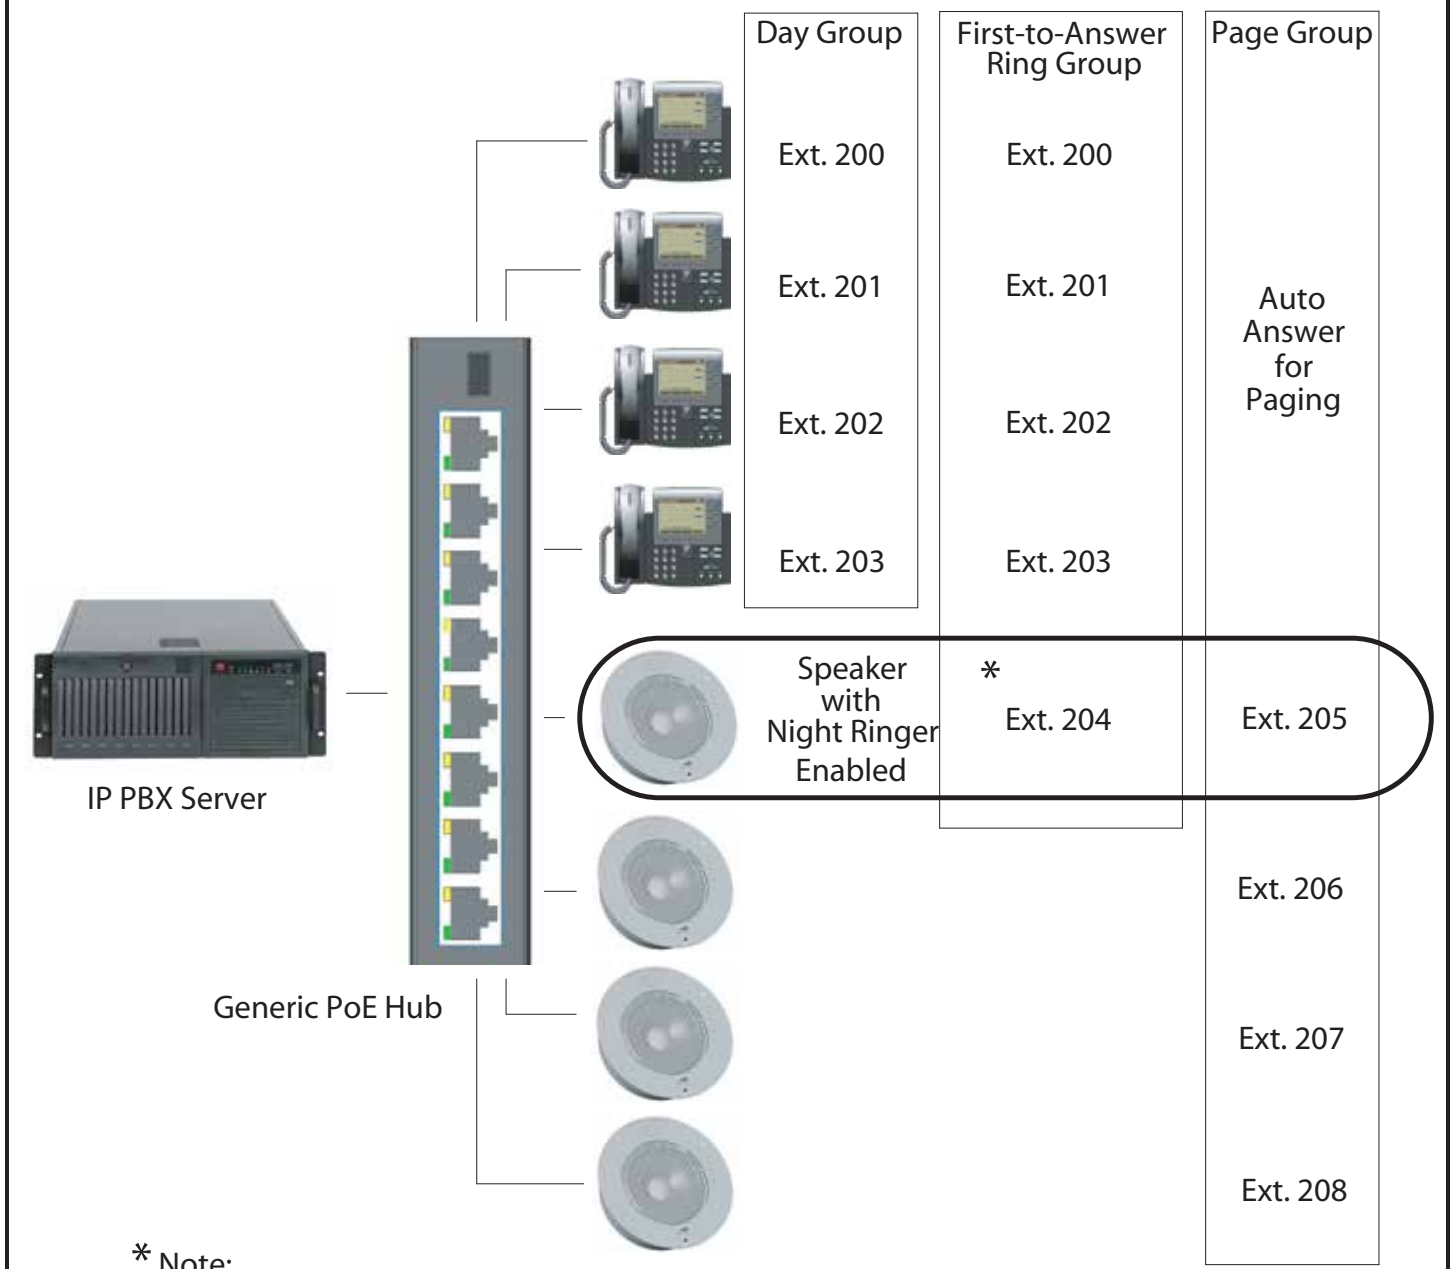 Day Group
First-to-Answer
Ring Group
Page Group
Ext. 200
Ext. 200
Ext. 201
Ext. 201
Auto
Answer
for
Paging
Ext. 202
Ext. 202
Ext. 203
Ext. 203
Speaker
with
Night Ringer
Enabled
*
Ext. 204
Ext. 205
IP PBX Server
Ext. 206
Generic PoE Hub
Ext. 207
Ext. 208
* Note: